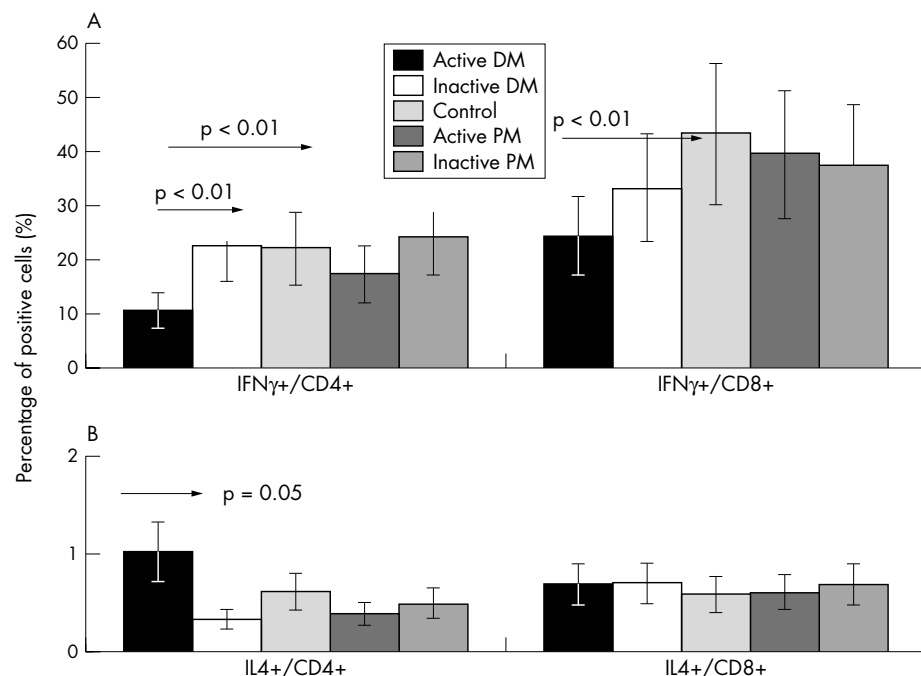 A
60
50
40
30
20
10
0
Active DM
Inactive DM
Control
Active PM
Inactive PM
p < 0.01
p < 0.01
p < 0.01
IFNγ+/CD4+
IFNγ+/CD8+
Percentage of positive cells (%)
B
2
1
0
p = 0.05
IL4+/CD4+
IL4+/CD8+